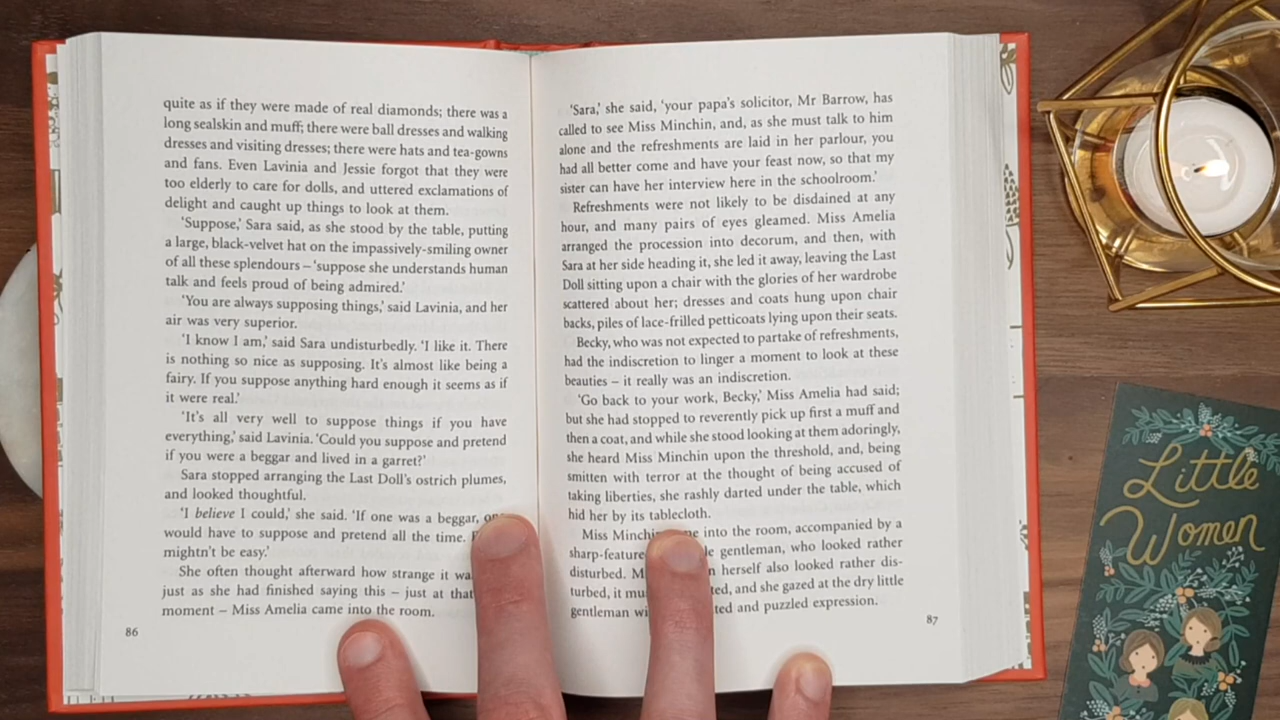 quite as if they were made of real diamonds; there was a
long sealskin and muff; there were ball dresses and walking
dresses and visiting dresses; there were hats and tea-gowns
and fans. Even Lavinia and Jessie forgot that they were
too elderly to care for dolls, and uttered exclamations of
delight and caught up things to look at them.
‘Suppose,’ Sara said, as she stood by the table, putting
a large, black-velvet hat on the impassively-smiling owner
of all these splendours – ‘suppose she understands human
talk and feels proud of being admired.’
‘You are always supposing things,’ said Lavinia, and her
air was very superior.
‘I know I am,’ said Sara undisturbedly. ‘I like it. There
is nothing so nice as supposing. It’s almost like being a
fairy. If you suppose anything hard enough it seems as if
it were real.’
‘It’s all very well to suppose things if you have
everything,’ said Lavinia. ‘Could you suppose and pretend
if you were a beggar and lived in a garret?’
Sara stopped arranging the Last Doll’s ostrich plumes,
and looked thoughtful.
‘I believe I could,’ she said. ‘If one was a beggar,
would have to suppose and pretend all the time.
mightn’t be easy.’
She often thought afterward how strange it
just as she had finished saying this – just at that
moment – Miss Amelia came into the room.
86
‘Sara,’ she said, ‘your papa’s solicitor, Mr Barrow, has
called to see Miss Minchin, and, as she must talk to him
alone and the refreshments are laid in her parlour, you
had all better come and have your feast now, so that my
sister can have her interview here in the schoolroom.’
Refreshments were not likely to be disdained at any
hour, and many pairs of eyes gleamed. Miss Amelia
arranged the procession into decorum, and then, with
Sara at her side heading it, she led it away, leaving the Last
Doll sitting upon a chair with the glories of her wardrobe
scattered about her; dresses and coats hung upon chair
backs, piles of lace-frilled petticoats lying upon their seats.
Becky, who was not expected to partake of refreshments,
had the indiscretion to linger a moment to look at these
beauties – it really was an indiscretion.
‘Go back to your work, Becky,’ Miss Amelia had said;
but she had stopped to reverently pick up first a muff and
then a coat, and while she stood looking at them adoringly,
she heard Miss Minchin upon the threshold, and, being
smitten with terror at the thought of being accused of
taking liberties, she rashly darted under the table, which
hid her by its tablecloth.
Miss into the room, accompanied by a
gentleman, who looked rather
disturbed. herself also looked rather dis-
turbed, it and she gazed at the dry little
gentleman and puzzled expression.
87
Little
Women